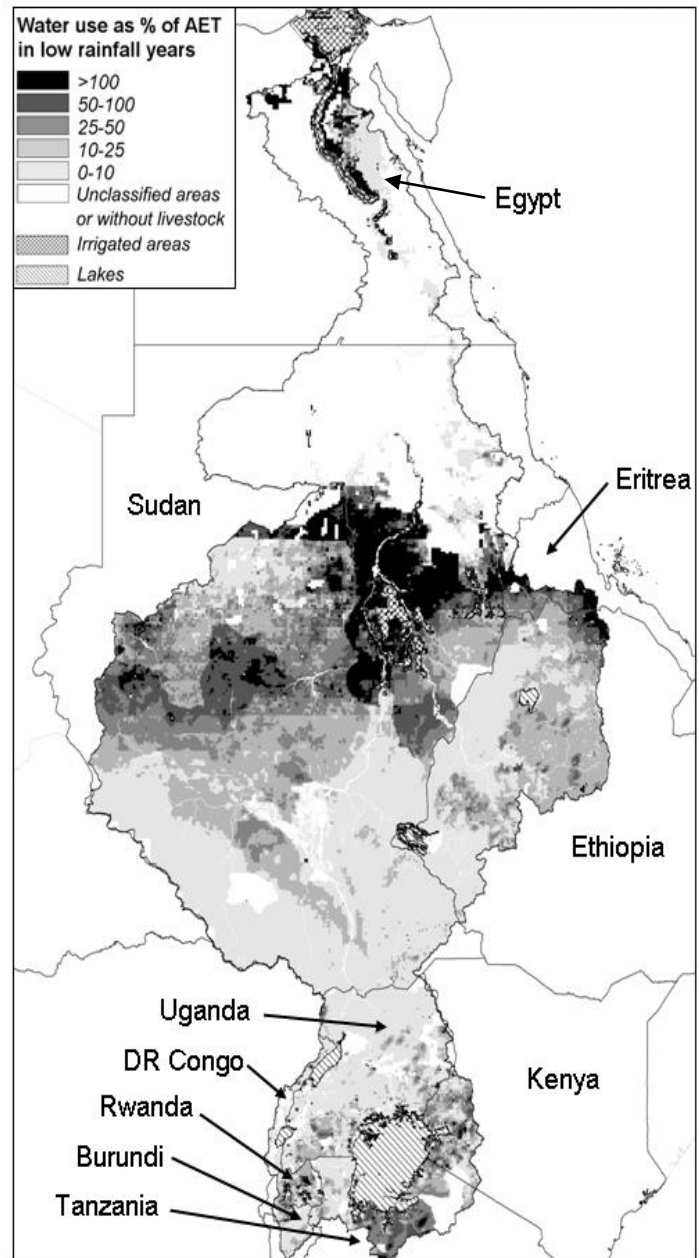 Water use as % of AET
in low rainfall years
>100
50-100
25-50
10-25
0-10
Unclassified areas
or without livestock
Irrigated areas
Lakes
Egypt
Eritrea
Sudan
Ethiopia
Uganda
DR Congo
Kenya
Rwanda
Burundi
Tanzania